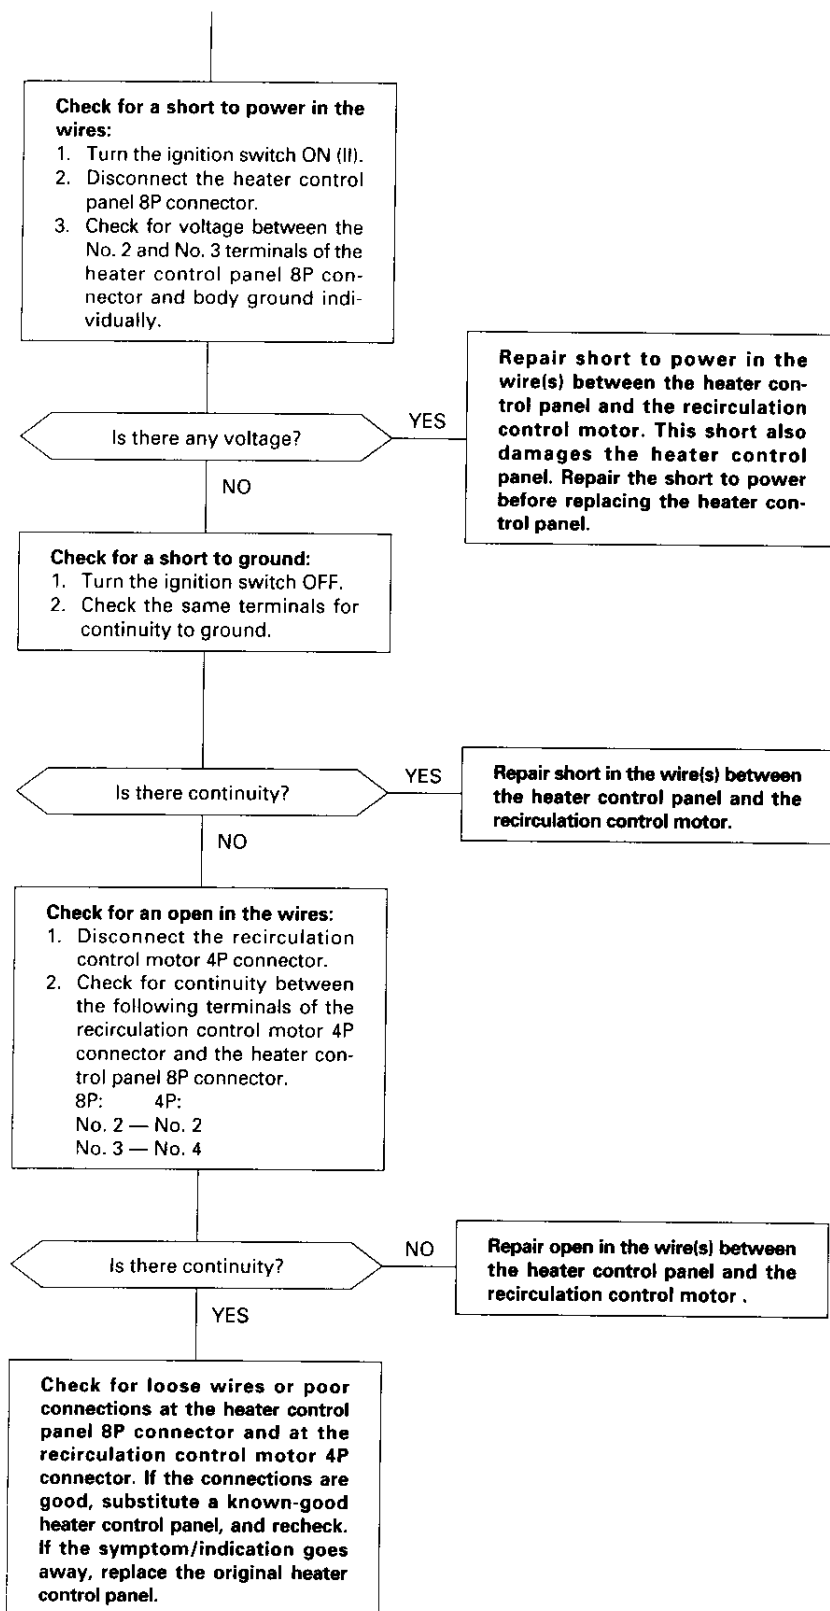 Check for a short to power in the
wires:
1. Turn the ignition switch ON (II).
2. Disconnect the heater control
panel 8P connector.
3. Check for voltage between the
No. 2 and No. 3 terminals of the
heater control panel 8P con-
nector and body ground indi-
vidually.
Is there any voltage?
YES
Repair short to power in the
wire(s) between the heater con-
trol panel and the recirculation
control motor. This short also
damages the heater control
panel. Repair the short to power
before replacing the heater con-
trol panel.
NO
Check for a short to ground:
1. Turn the ignition switch OFF.
2. Check the same terminals for
continuity to ground.
Is there continuity?
YES
Repair short in the wire(s) between
the heater control panel and the
recirculation control motor.
NO
Check for an open in the wires:
1. Disconnect the recirculation
control motor 4P connector.
2. Check for continuity between
the following terminals of the
recirculation control motor 4P
connector and the heater con-
trol panel 8P connector.
8P: 4P:
No. 2 — No. 2
No. 3 — No. 4
Is there continuity?
NO
Repair open in the wire(s) between
the heater control panel and the
recirculation control motor .
YES
Check for loose wires or poor
connections at the heater control
panel 8P connector and at the
recirculation control motor 4P
connector. If the connections are
good, substitute a known-good
heater control panel, and recheck.
If the symptom/indication goes
away, replace the original heater
control panel.